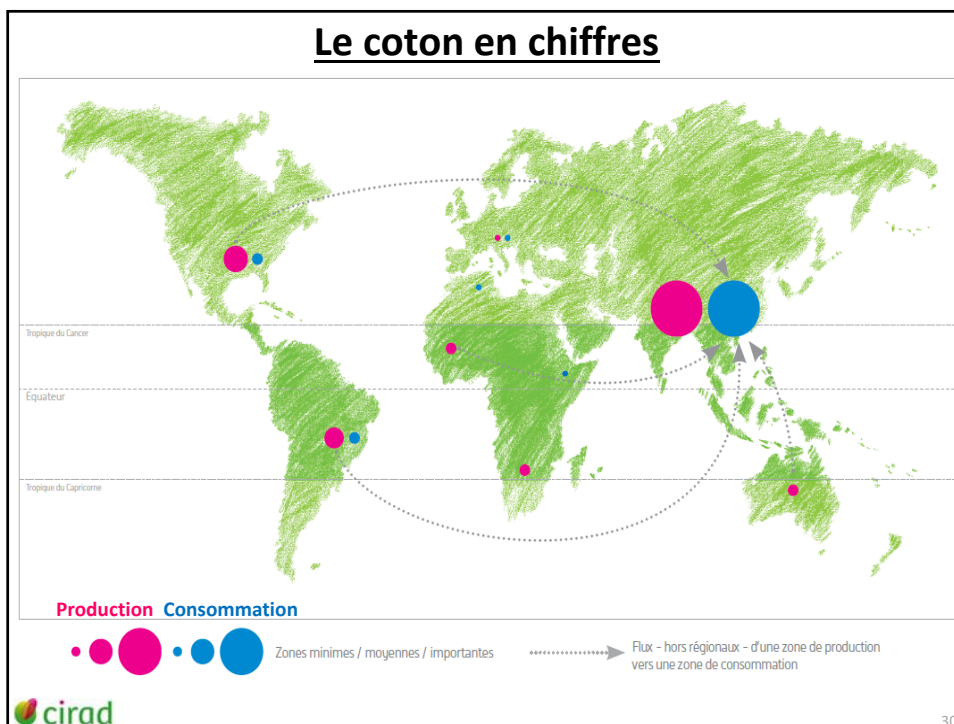 Le coton en chiffres
Tropique du Cancer
Equateur
Tropique du Capricorne
Production Consommation
Zones minimes / moyennes / importantes
Flux - hors régionaux - d'une zone de production
vers une zone de consommation
cirad
30